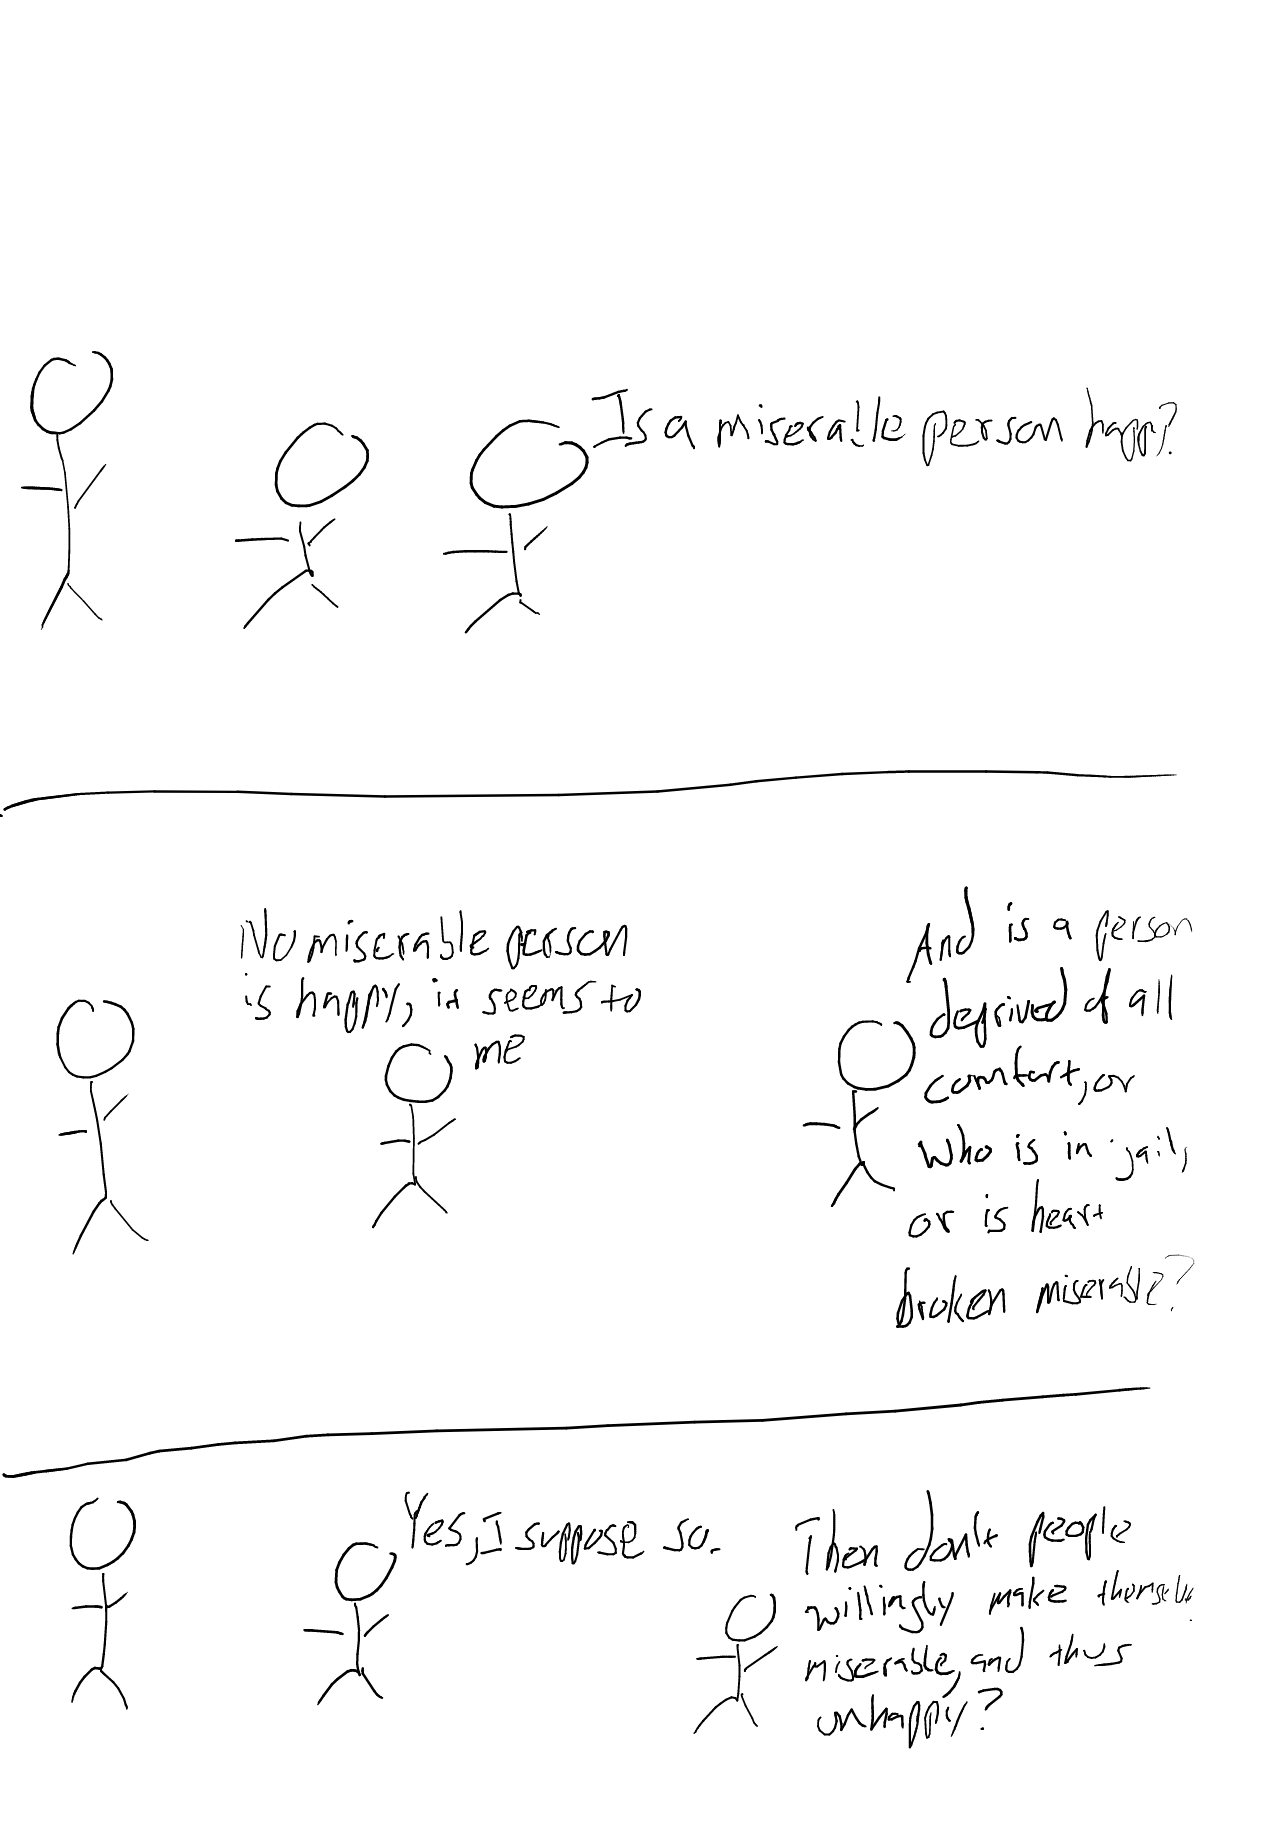 Is a miserable person happy?
No miserable person
is happy, it seems to
me
And is a person
deprived of all
comfort, or
who is in jail,
or is heart
broken miserable?
Yes, I suppose so.
Then don't people
willingly make themselves
miserable, and thus
unhappy?